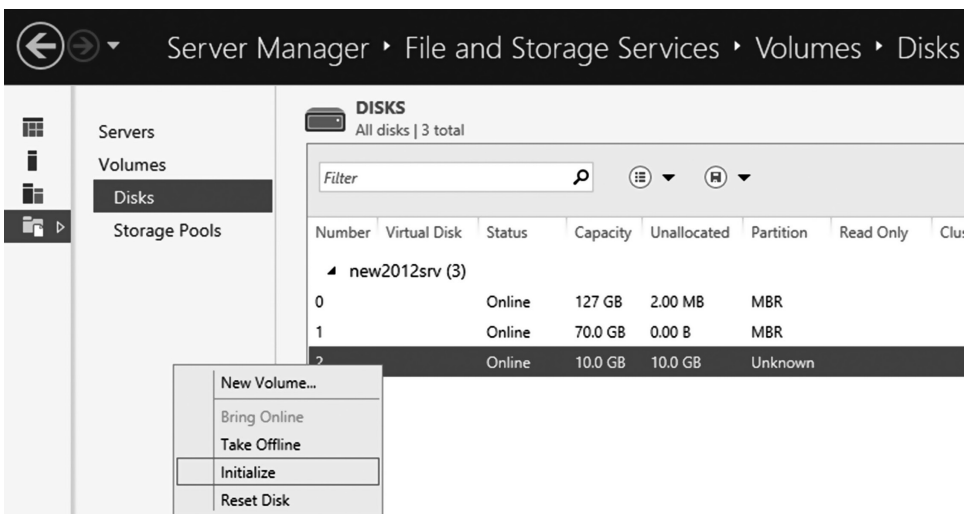 Server Manager ‣ File and Storage Services ‣ Volumes ‣ Disks
Servers
Volumes
Disks
Storage Pools
DISKS
All disks | 3 total
Filter
Number Virtual Disk Status Capacity Unallocated Partition Read Only Clus
new2012srv (3)
0 Online 127 GB 2.00 MB MBR
1 Online 70.0 GB 0.00 B MBR
2 Online 10.0 GB 10.0 GB Unknown
New Volume...
Bring Online
Take Offline
Initialize
Reset Disk